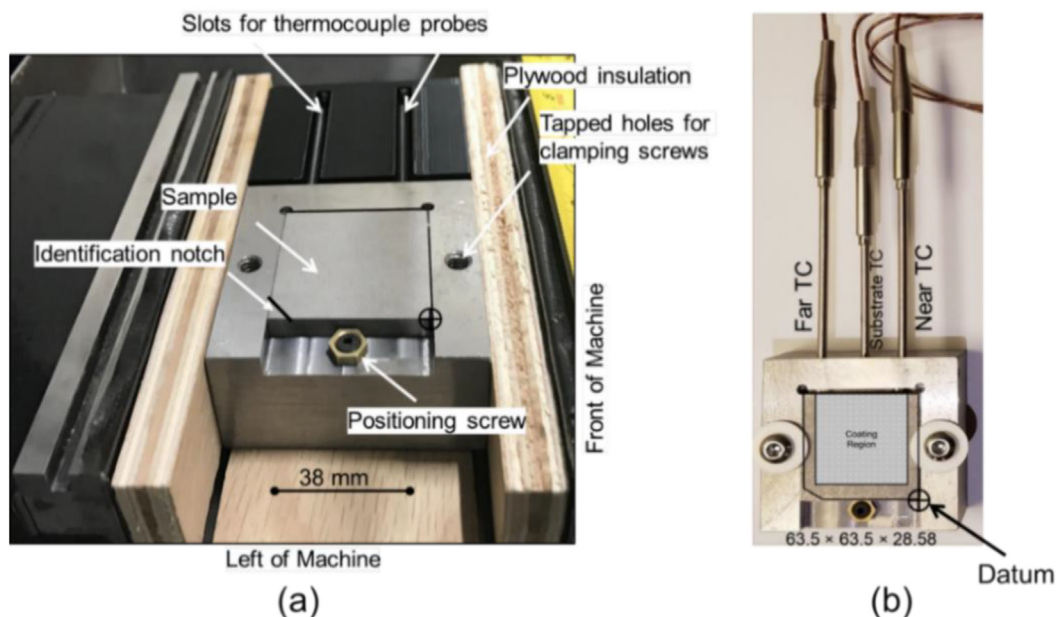 Slots for thermocouple probes
Plywood insulation
Tapped holes for
clamping screws
Sample
Identification notch
Positioning screw
38 mm
Front of Machine
Left of Machine
(a)
(b)
Far TC
Substrate TC
Near TC
Coating
Region
63.5 × 63.5 × 28.58
Datum